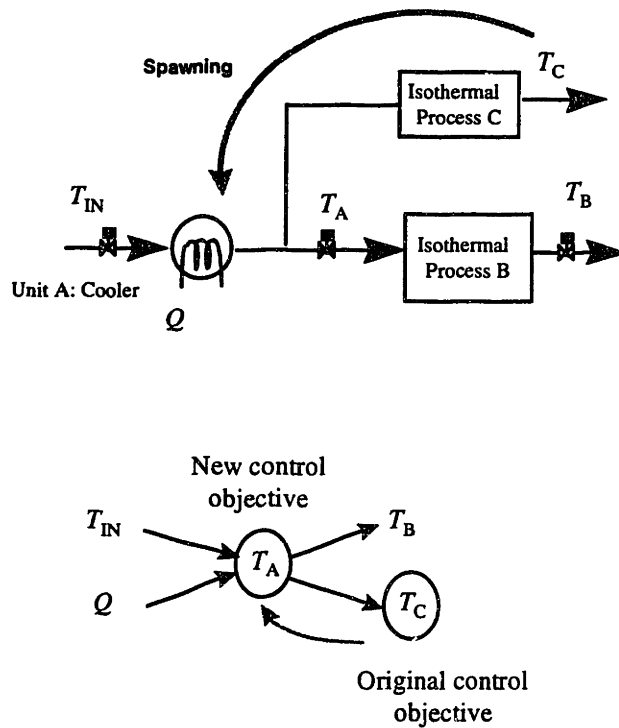 Spawning
T_C
Isothermal
Process C
T_IN
T_A
T_B
Isothermal
Process B
Unit A: Cooler
Q
New control
objective
T_IN
T_B
T_A
Q
T_C
Original control
objective